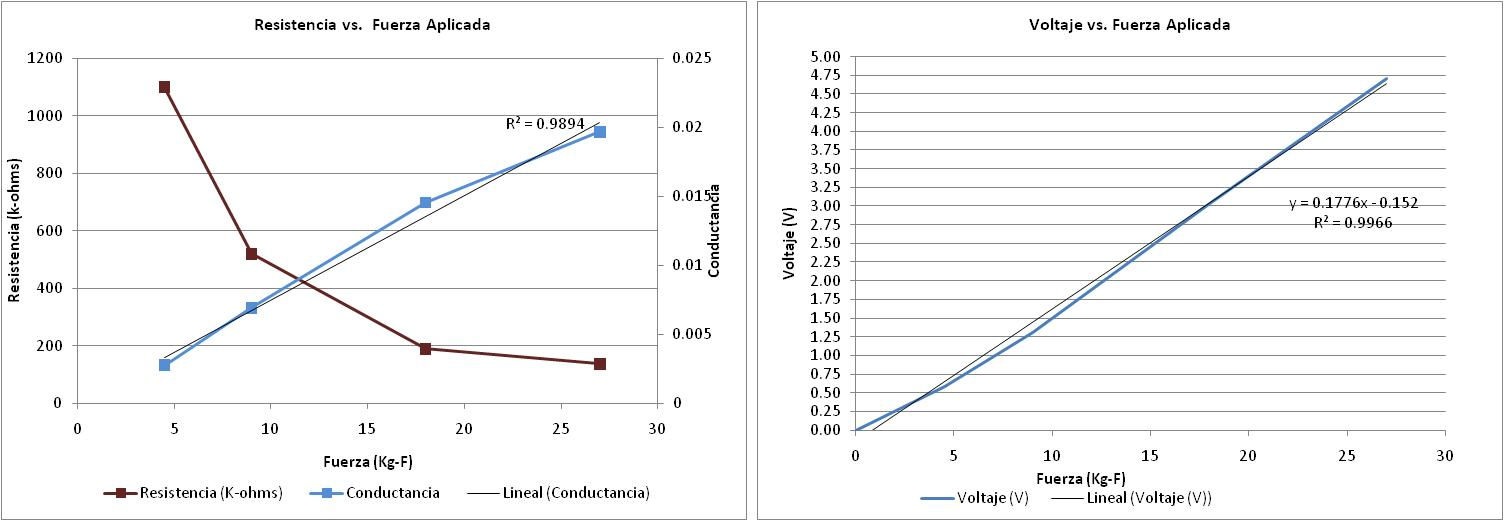 Resistencia vs.  Fuerza Aplicada
1200
1000
800
600
400
200
0
Resistencia (k-ohms)
R² = 0.9894
0.025
0.02
0.015
0.01
0.005
0
Conductancia
0 5 10 15 20 25 30
Fuerza (Kg-F)
Resistencia (K-ohms) Conductancia Lineal (Conductancia)
Voltaje vs. Fuerza Aplicada
5.00
4.75
4.50
4.25
4.00
3.75
3.50
3.25
3.00
2.75
2.50
2.25
2.00
1.75
1.50
1.25
1.00
0.75
0.50
0.25
0.00
Voltaje (V)
y = 0.1776x - 0.152
R² = 0.9966
0 5 10 15 20 25 30
Fuerza (Kg-F)
Voltaje (V) Lineal (Voltaje (V))